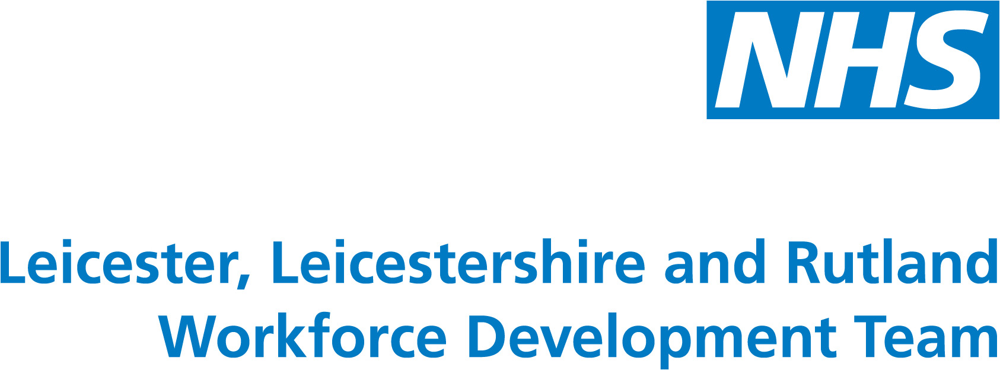 NHS
Leicester, Leicestershire and Rutland
Workforce Development Team